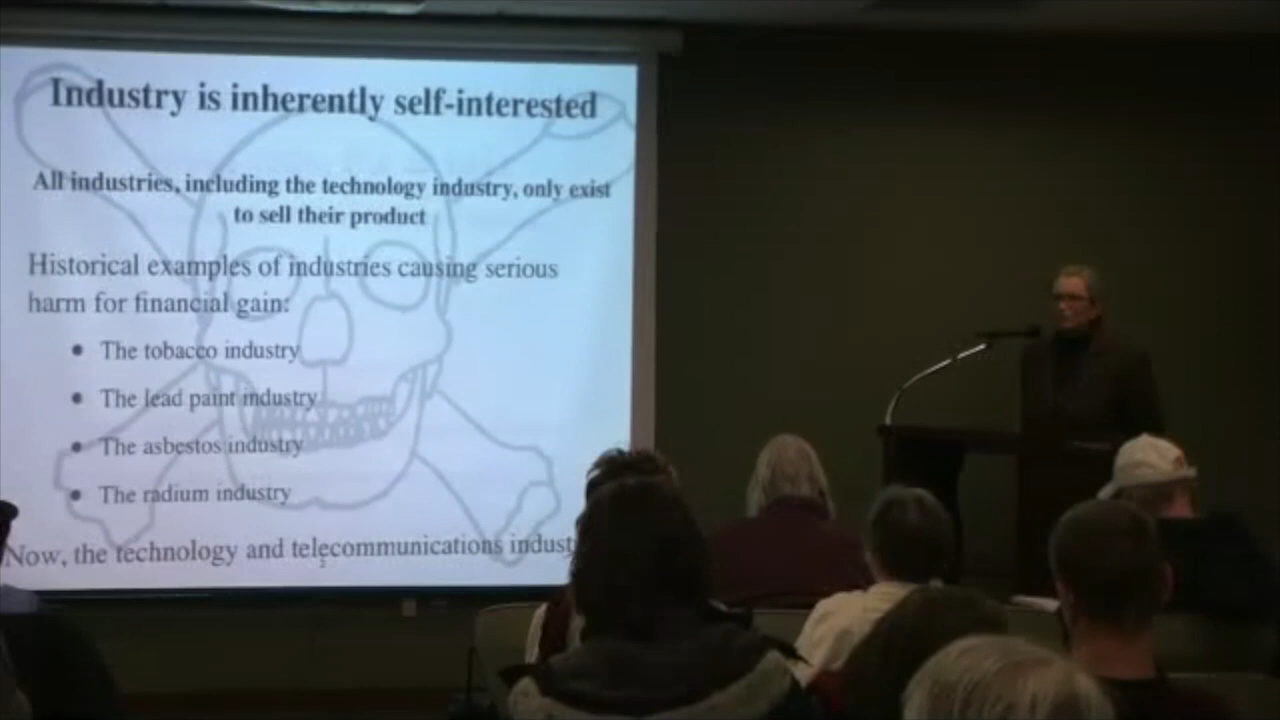 Industry is inherently self-interested
All industries, including the technology industry, only exist
to sell their product
Historical examples of industries causing serious
harm for financial gain:
• The tobacco industry
• The lead paint industry
• The asbestos industry
• The radium industry
Now, the technology and telecommunications